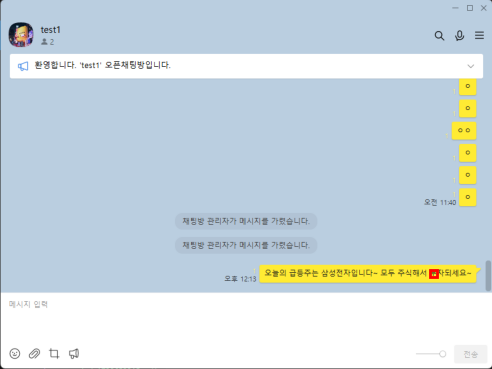 test1
2
환영합니다. 'test1' 오픈채팅방입니다.
ㅇ
ㅇ
ㅇㅇ
ㅇ
ㅇ
오전 11:40 ㅇ
채팅방 관리자가 메시지를 가렸습니다.
채팅방 관리자가 메시지를 가렸습니다.
오후 12:13 오늘의 급등주는 삼성전자입니다~ 모두 주식해서 자되세요~
메시지 입력
전송